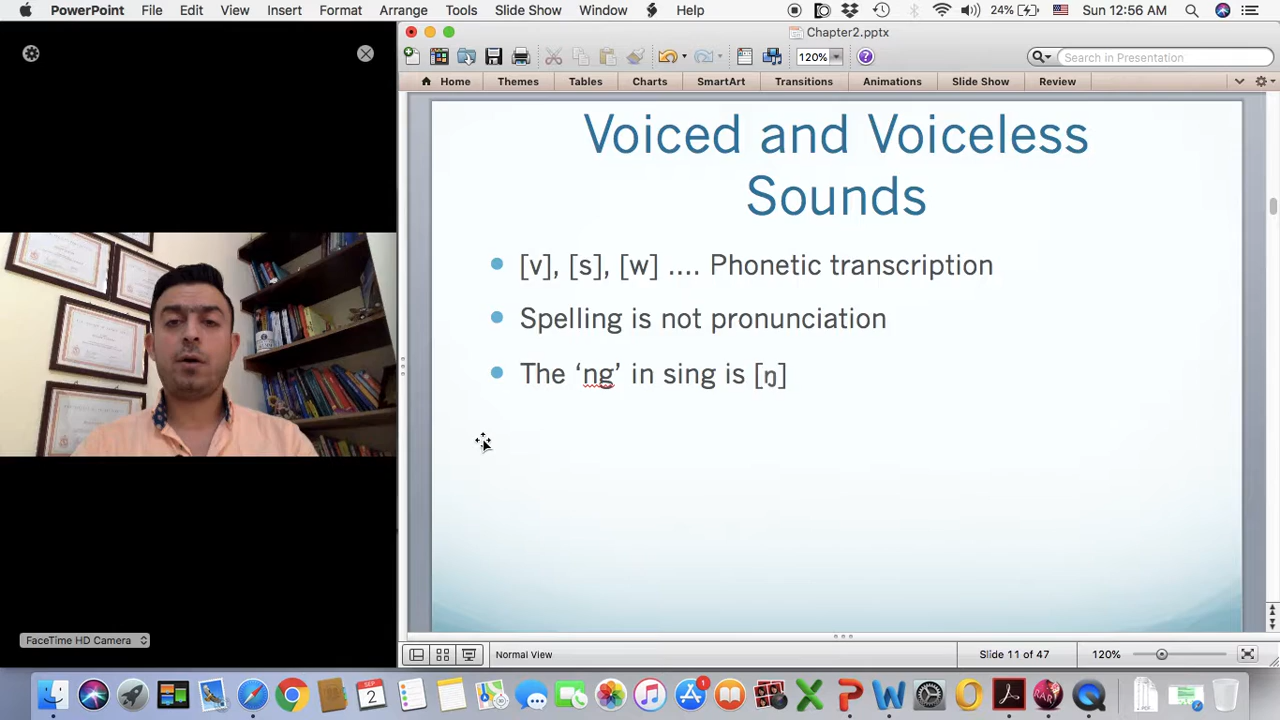 PowerPoint File Edit View Insert Format Arrange Tools Slide Show Window Help 24% Sun 12:56 AM
Chapter2.pptx
120% Search in Presentation
Home Themes Tables Charts SmartArt Transitions Animations Slide Show Review
Voiced and Voiceless
Sounds
[v], [s], [w] .... Phonetic transcription
Spelling is not pronunciation
The ‘ng’ in sing is [ŋ]
FaceTime HD Camera
Normal View Slide 11 of 47 120%
SEP
2
1